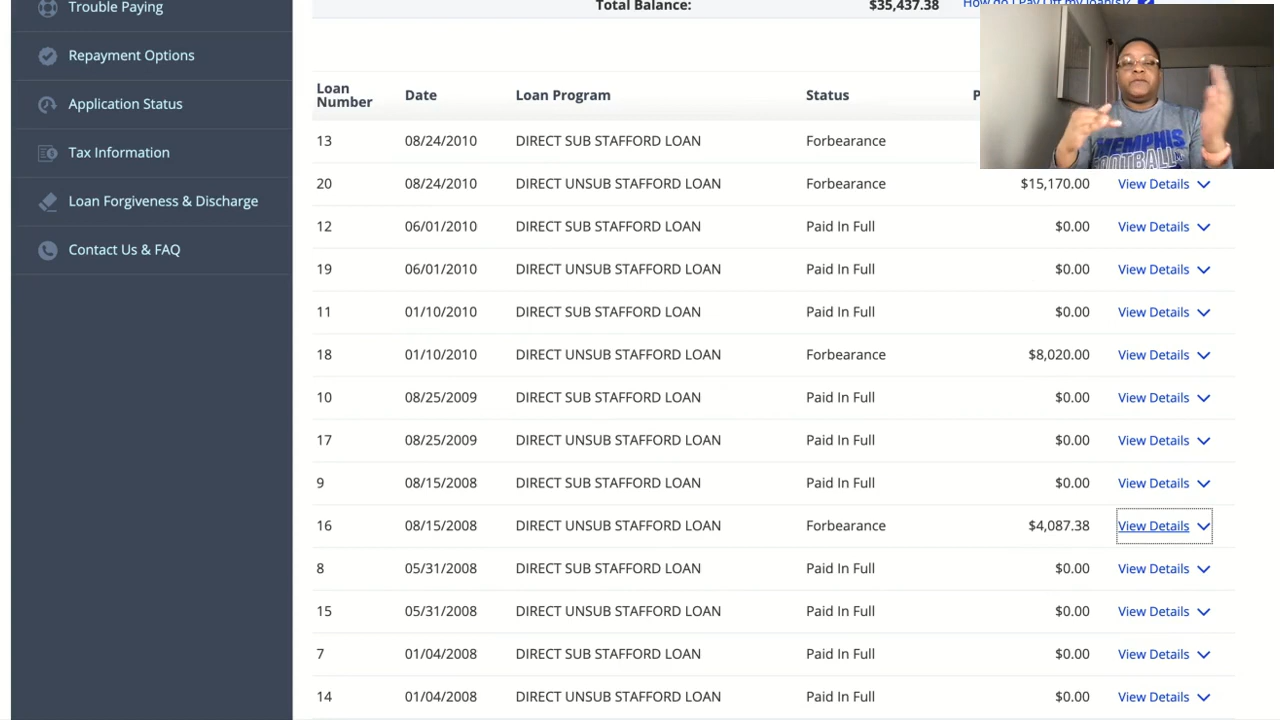 Trouble Paying
Repayment Options
Application Status
Tax Information
Loan Forgiveness & Discharge
Contact Us & FAQ
Total Balance: $35,437.38 How do I Pay Off my loan(s)?
Loan Number Date Loan Program Status P
13 08/24/2010 DIRECT SUB STAFFORD LOAN Forbearance
20 08/24/2010 DIRECT UNSUB STAFFORD LOAN Forbearance $15,170.00 View Details
12 06/01/2010 DIRECT SUB STAFFORD LOAN Paid In Full $0.00 View Details
19 06/01/2010 DIRECT UNSUB STAFFORD LOAN Paid In Full $0.00 View Details
11 01/10/2010 DIRECT SUB STAFFORD LOAN Paid In Full $0.00 View Details
18 01/10/2010 DIRECT UNSUB STAFFORD LOAN Forbearance $8,020.00 View Details
10 08/25/2009 DIRECT SUB STAFFORD LOAN Paid In Full $0.00 View Details
17 08/25/2009 DIRECT UNSUB STAFFORD LOAN Paid In Full $0.00 View Details
9 08/15/2008 DIRECT SUB STAFFORD LOAN Paid In Full $0.00 View Details
16 08/15/2008 DIRECT UNSUB STAFFORD LOAN Forbearance $4,087.38 View Details
8 05/31/2008 DIRECT SUB STAFFORD LOAN Paid In Full $0.00 View Details
15 05/31/2008 DIRECT UNSUB STAFFORD LOAN Paid In Full $0.00 View Details
7 01/04/2008 DIRECT SUB STAFFORD LOAN Paid In Full $0.00 View Details
14 01/04/2008 DIRECT UNSUB STAFFORD LOAN Paid In Full $0.00 View Details
MEMPHIS
FOOTBALL